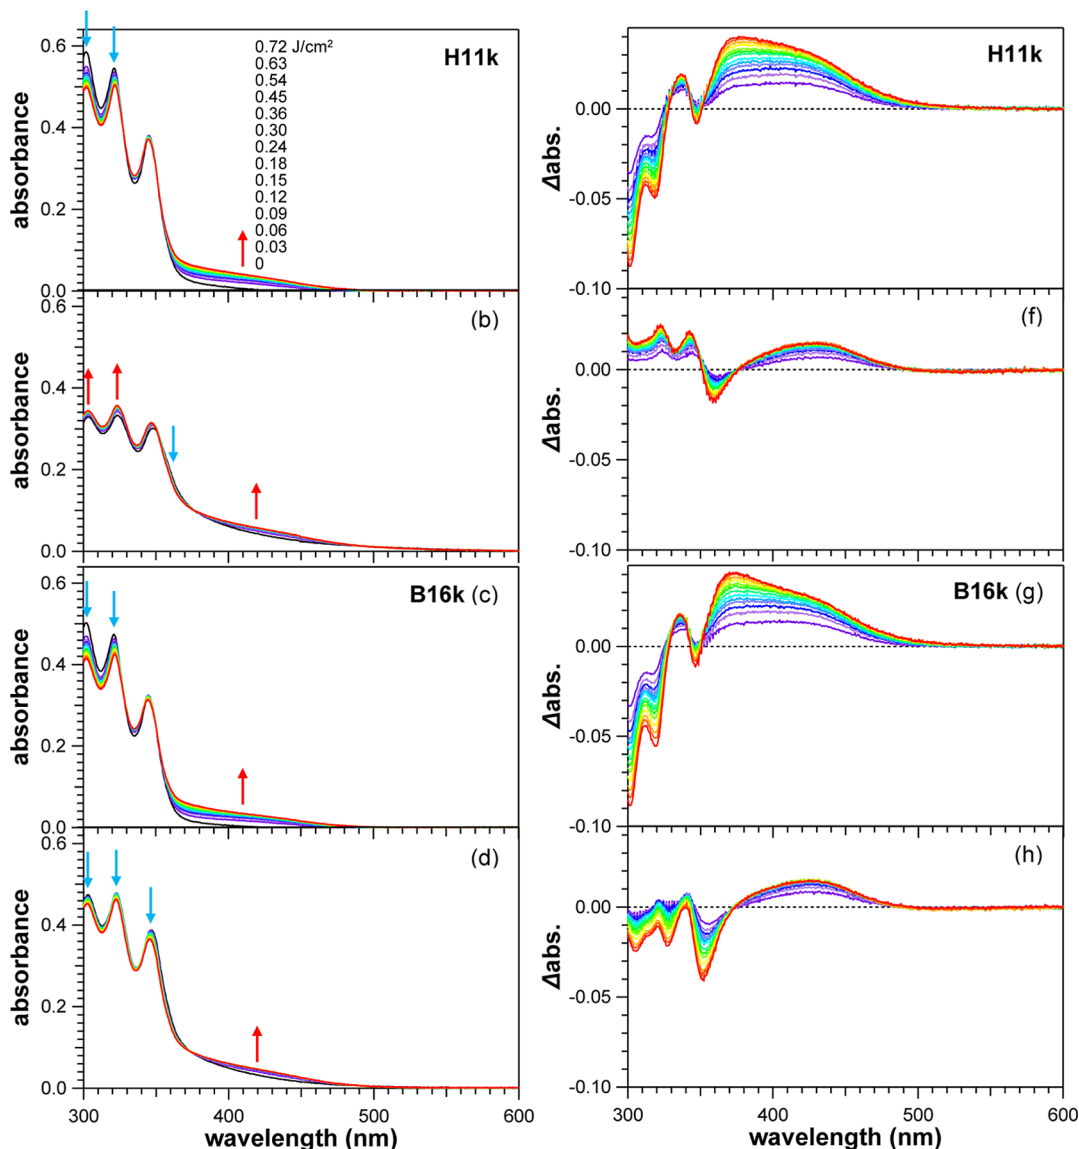 H11k
0.72 J/cm²
0.63
0.54
0.45
0.36
0.30
0.24
0.18
0.15
0.12
0.09
0.06
0.03
0
0.6
0.4
0.2
0.0
absorbance
H11k
0.00
-0.05
-0.10
Δabs.
(b)
0.6
0.4
0.2
0.0
absorbance
(f)
0.00
-0.05
-0.10
Δabs.
B16k (c)
0.6
0.4
0.2
0.0
absorbance
B16k (g)
0.00
-0.05
-0.10
Δabs.
(d)
0.6
0.4
0.2
0.0
absorbance
300 400 500 600
wavelength (nm)
(h)
0.00
-0.05
-0.10
Δabs.
300 400 500 600
wavelength (nm)